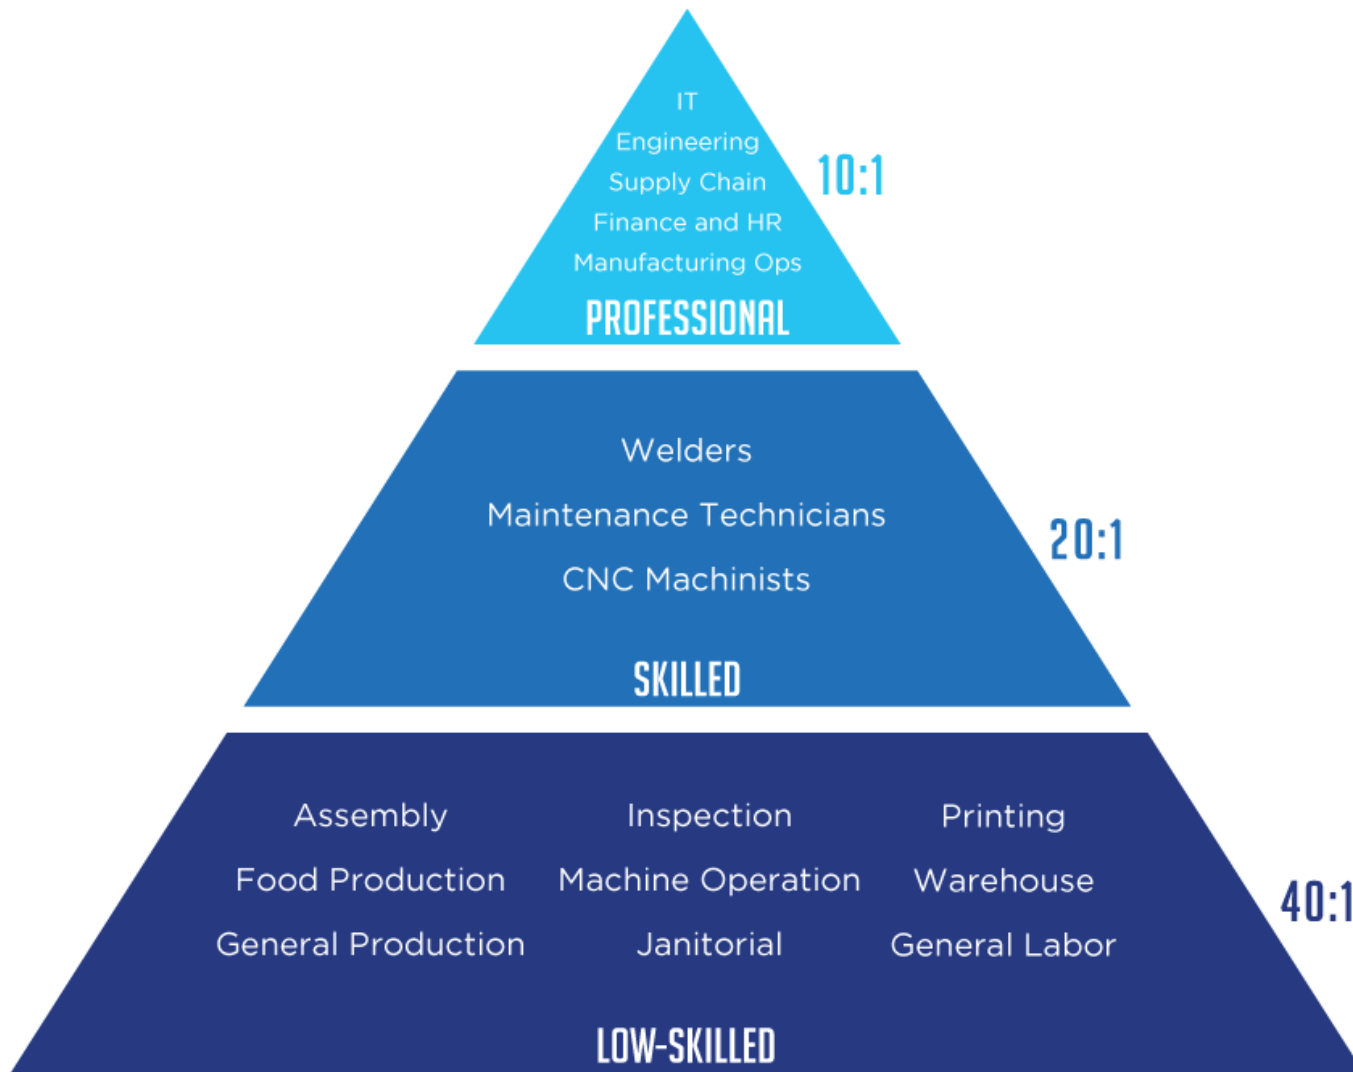 IT
Engineering
Supply Chain
Finance and HR
Manufacturing Ops
PROFESSIONAL
10:1
Welders
Maintenance Technicians
CNC Machinists
SKILLED
20:1
Assembly
Inspection
Printing
Food Production
Machine Operation
Warehouse
General Production
Janitorial
General Labor
LOW-SKILLED
40:1